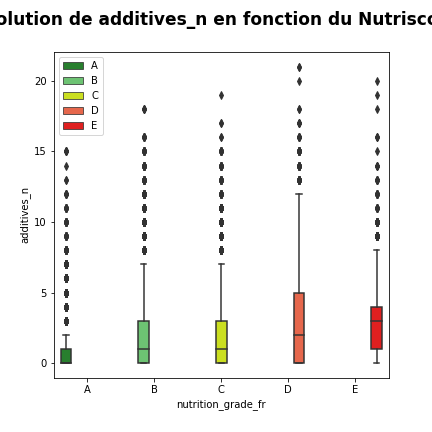 olution de additives_n en fonction du Nutrisco
A
B
C
D
E
20
15
10
5
0
additives_n
A B C D E
nutrition_grade_fr